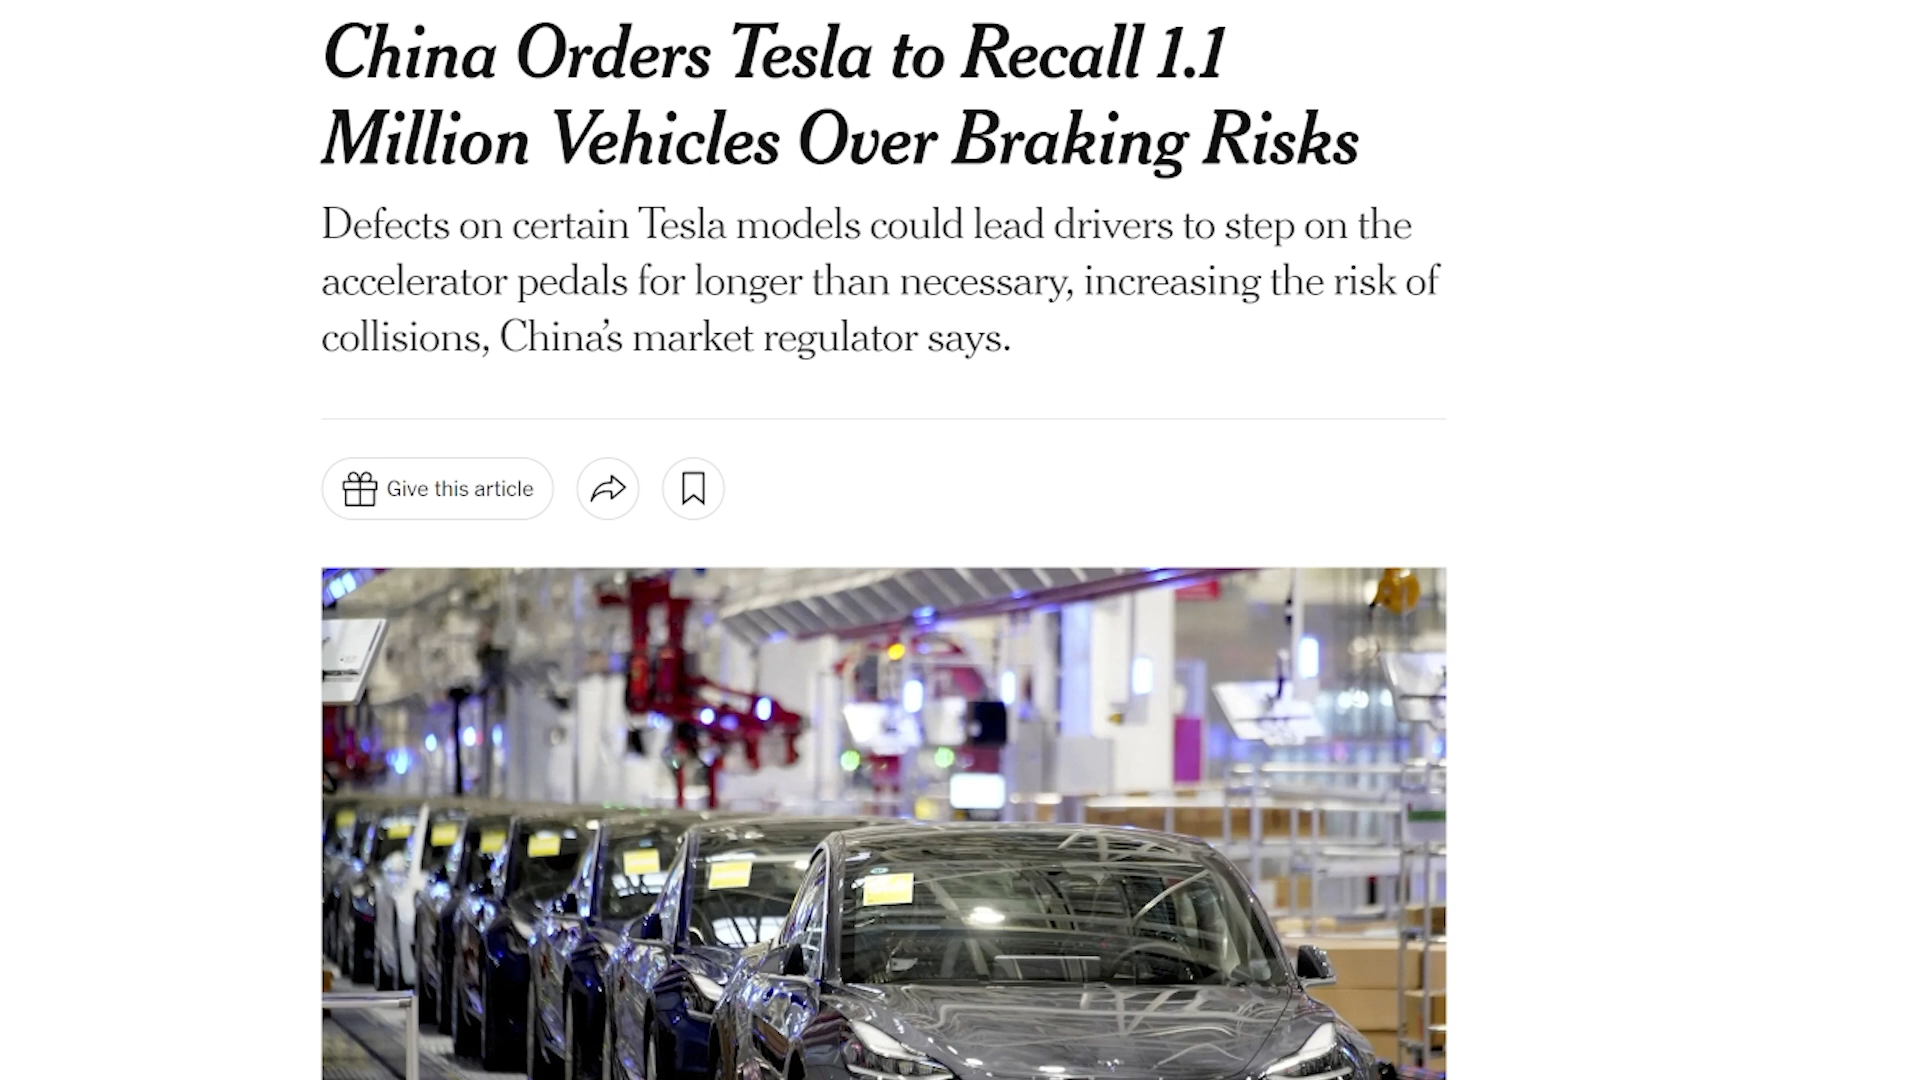 China Orders Tesla to Recall 1.1
Million Vehicles Over Braking Risks
Defects on certain Tesla models could lead drivers to step on the
accelerator pedals for longer than necessary, increasing the risk of
collisions, China’s market regulator says.
Give this article